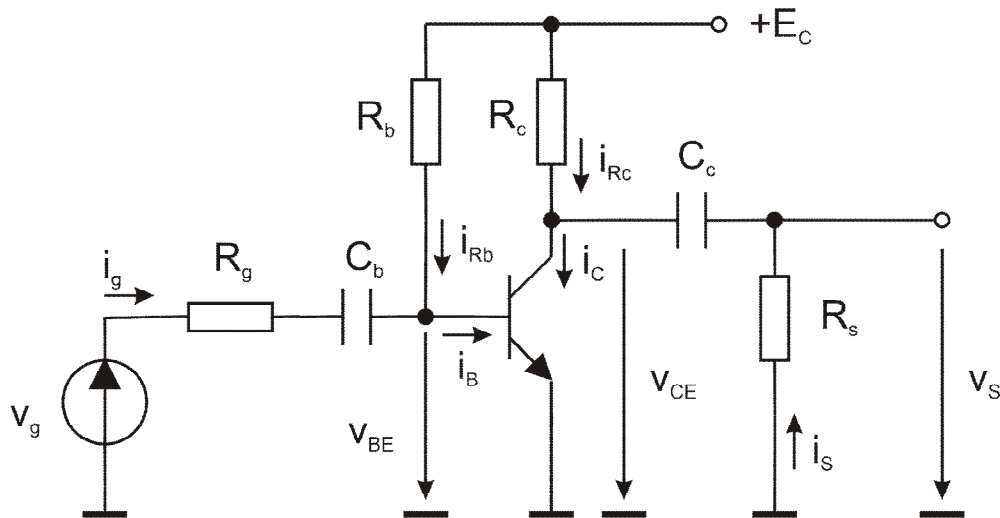 +E_C
R_b
R_c
i_Rc
C_c
i_g
R_g
C_b
i_Rb
i_C
i_B
R_s
v_g
v_BE
v_CE
i_S
v_S